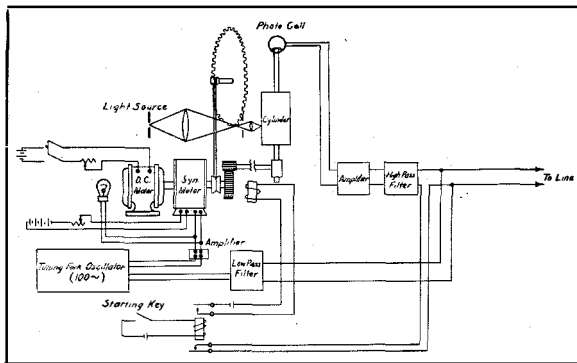 Photo Cell
Light Source
Cylinder
D.C.
Motor
Syn
Motor
Amplifier
High Pass
Filter
To Line
Amplifier
Tuning Fork Oscillator
(100~)
Low Pass
Filter
Starting Key